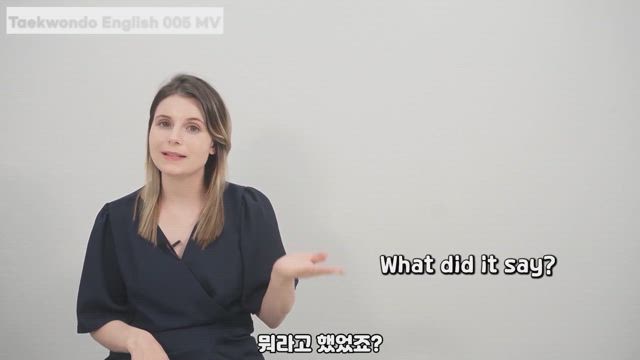 Taekwondo English 005 MV
What did it say?
뭐라고 했었죠?